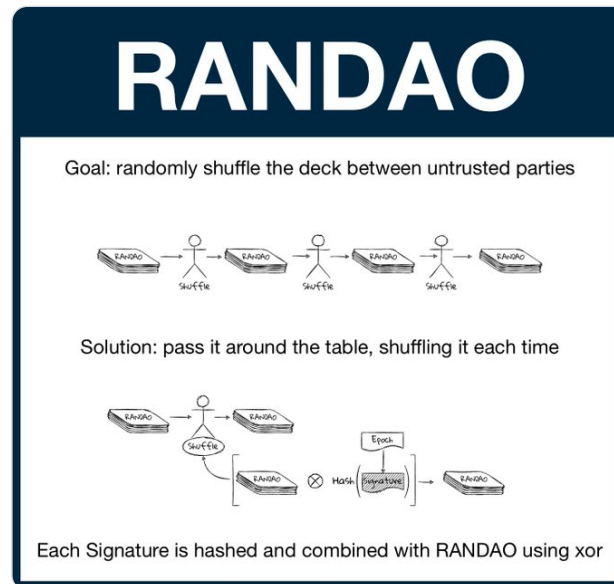 RANDAO
Goal: randomly shuffle the deck between untrusted parties
RANDAO RANDAO RANDAO RANDAO
Shuffle Shuffle Shuffle
Solution: pass it around the table, shuffling it each time
RANDAO RANDAO
Shuffle
Epoch
RANDAO ⊗ Hash(Signature) RANDAO
Each Signature is hashed and combined with RANDAO using xor